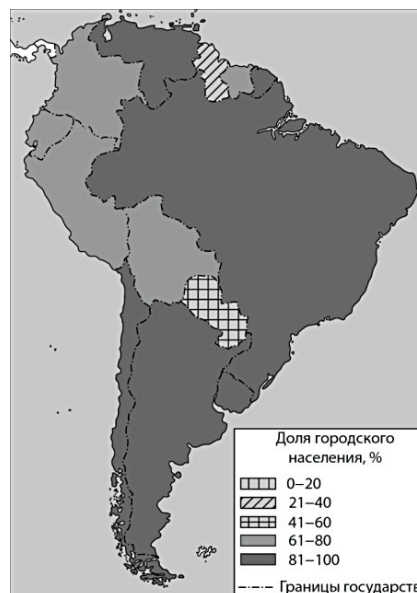 Доля городского
населения, %
0–20
21–40
41–60
61–80
81–100
Границы государств